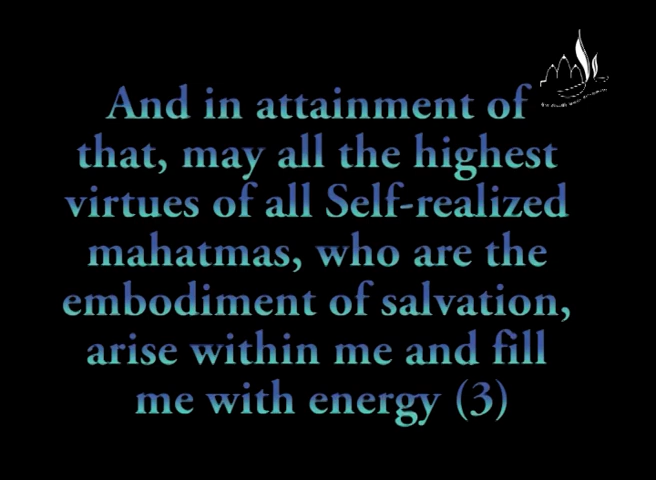 And in attainment of
that, may all the highest
virtues of all Self-realized
mahatmas, who are the
embodiment of salvation,
arise within me and fill
me with energy (3)